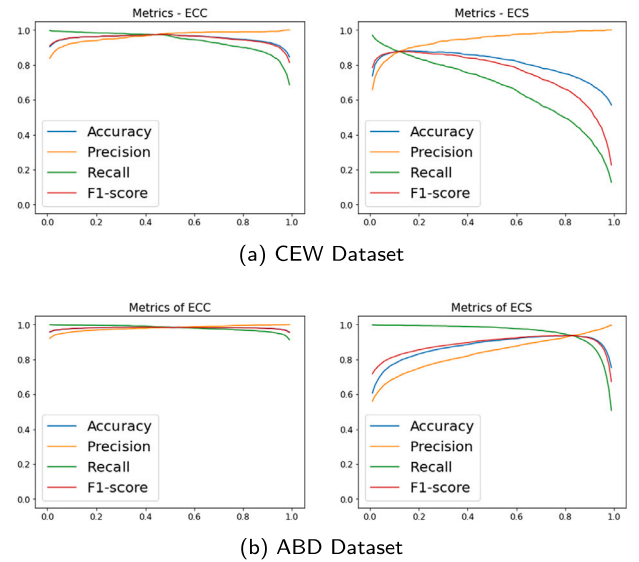 Metrics - ECC
1.0
0.8
0.6
0.4
0.2
0.0
Accuracy
Precision
Recall
F1-score
0.0 0.2 0.4 0.6 0.8 1.0
Metrics - ECS
1.0
0.8
0.6
0.4
0.2
0.0
Accuracy
Precision
Recall
F1-score
0.0 0.2 0.4 0.6 0.8 1.0
(a) CEW Dataset
Metrics of ECC
1.0
0.8
0.6
0.4
0.2
0.0
Accuracy
Precision
Recall
F1-score
0.0 0.2 0.4 0.6 0.8 1.0
Metrics of ECS
1.0
0.8
0.6
0.4
0.2
0.0
Accuracy
Precision
Recall
F1-score
0.0 0.2 0.4 0.6 0.8 1.0
(b) ABD Dataset